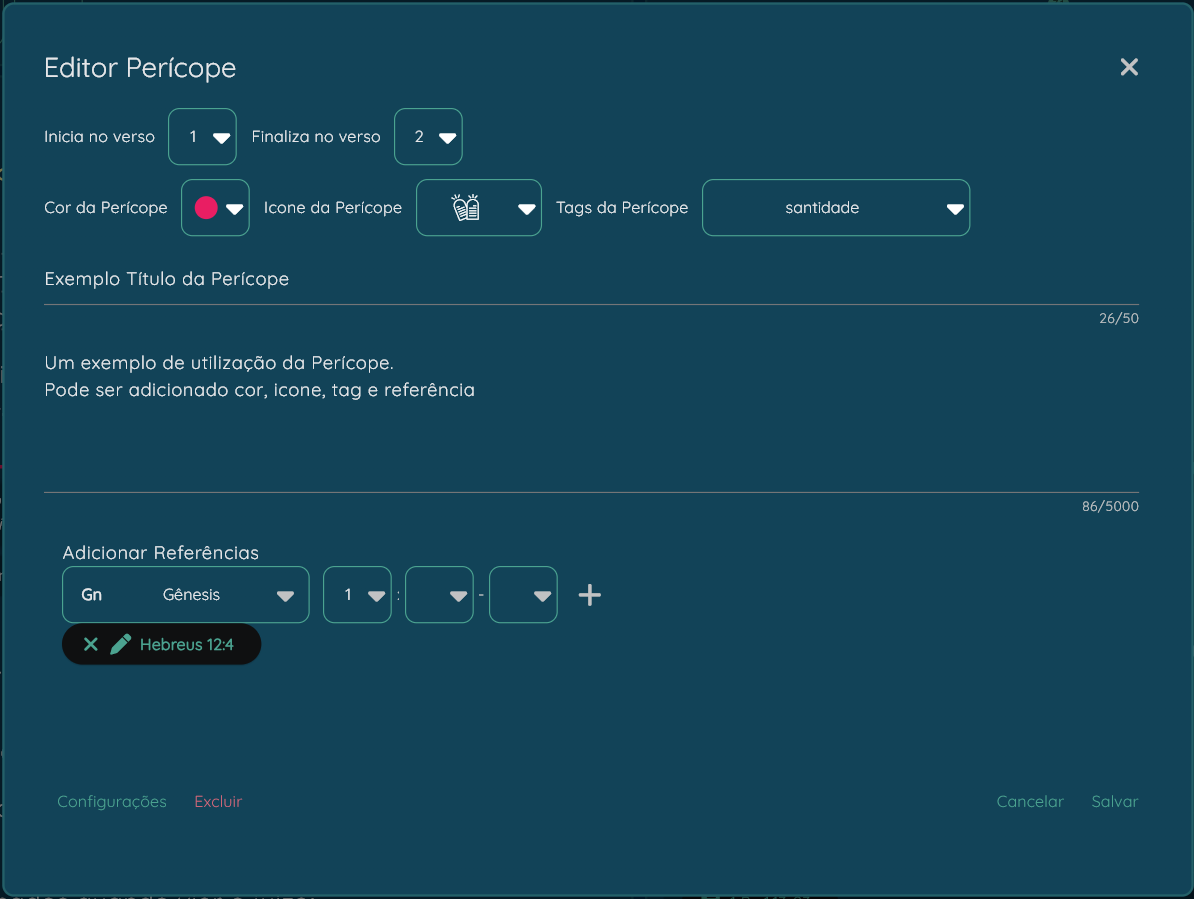 Editor Perícope
Inicia no verso 1 Finaliza no verso 2
Cor da Perícope Icone da Perícope Tags da Perícope santidade
Exemplo Título da Perícope
26/50
Um exemplo de utilização da Perícope.
Pode ser adicionado cor, icone, tag e referência
86/5000
Adicionar Referências
Gn Gênesis 1 : -
Hebreus 12:4
Configurações Excluir Cancelar Salvar